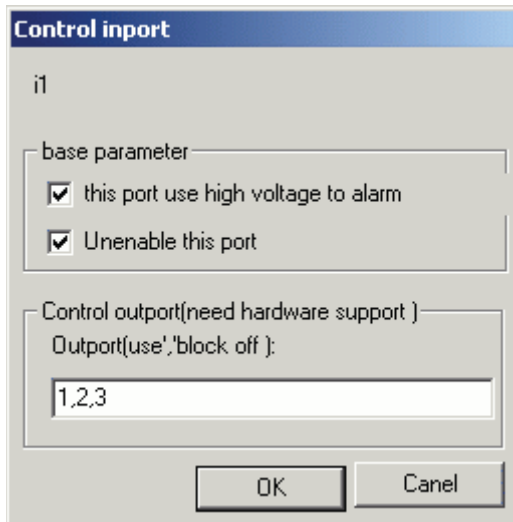 Control inport
i1
base parameter
this port use high voltage to alarm
Unenable this port
Control outport(need hardware support )
Outport(use','block off ):
1,2,3
OK
Canel